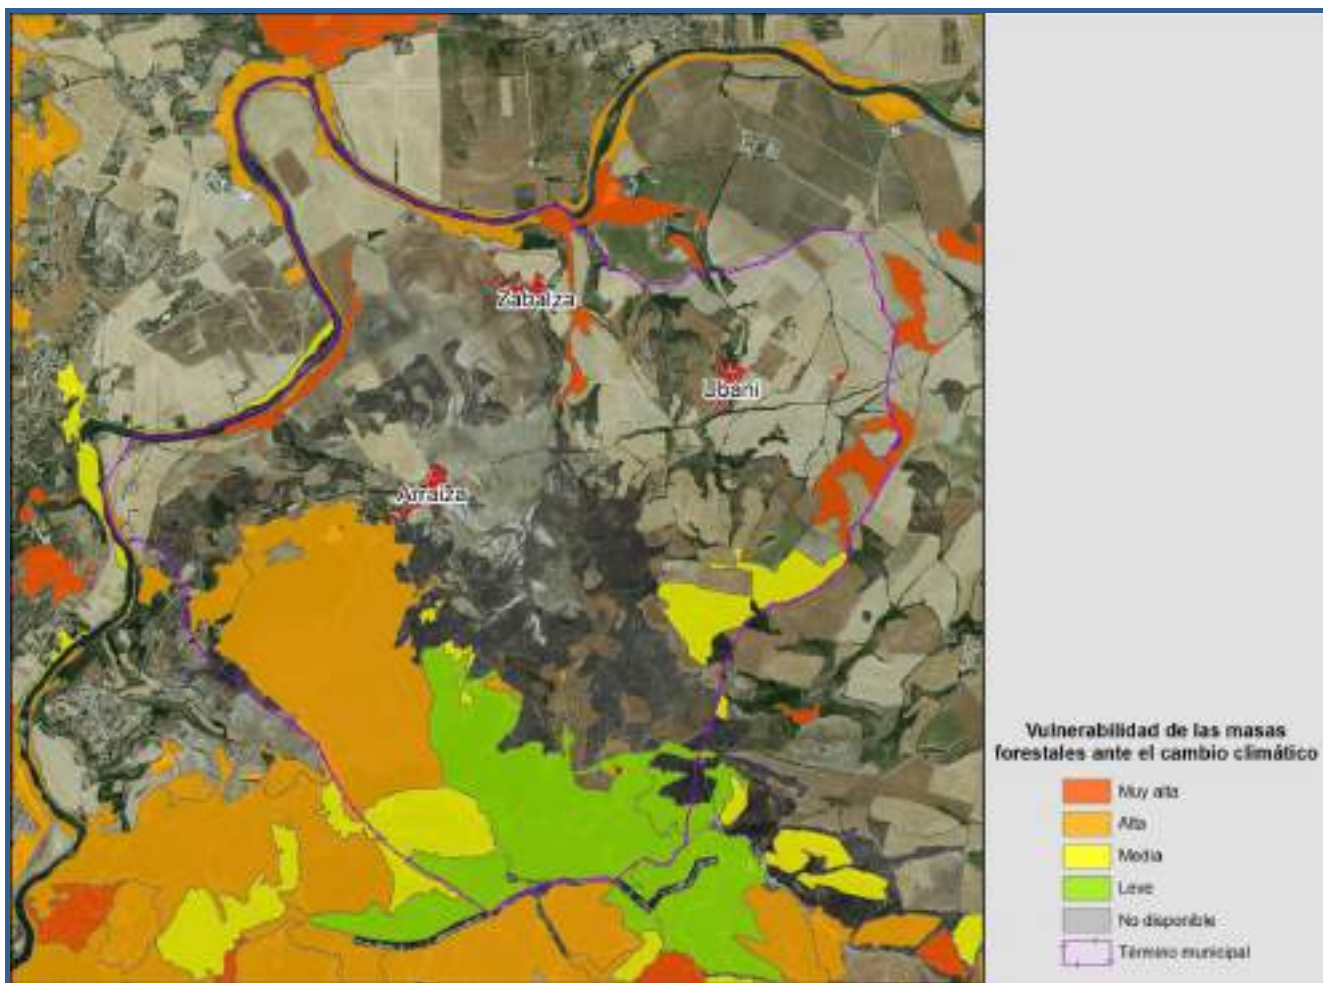 Zabalza
Ubani
Arraiza
Vulnerabilidad de las masas
forestales ante el cambio climático
Muy alta
Alta
Media
Leve
No disponible
Término municipal